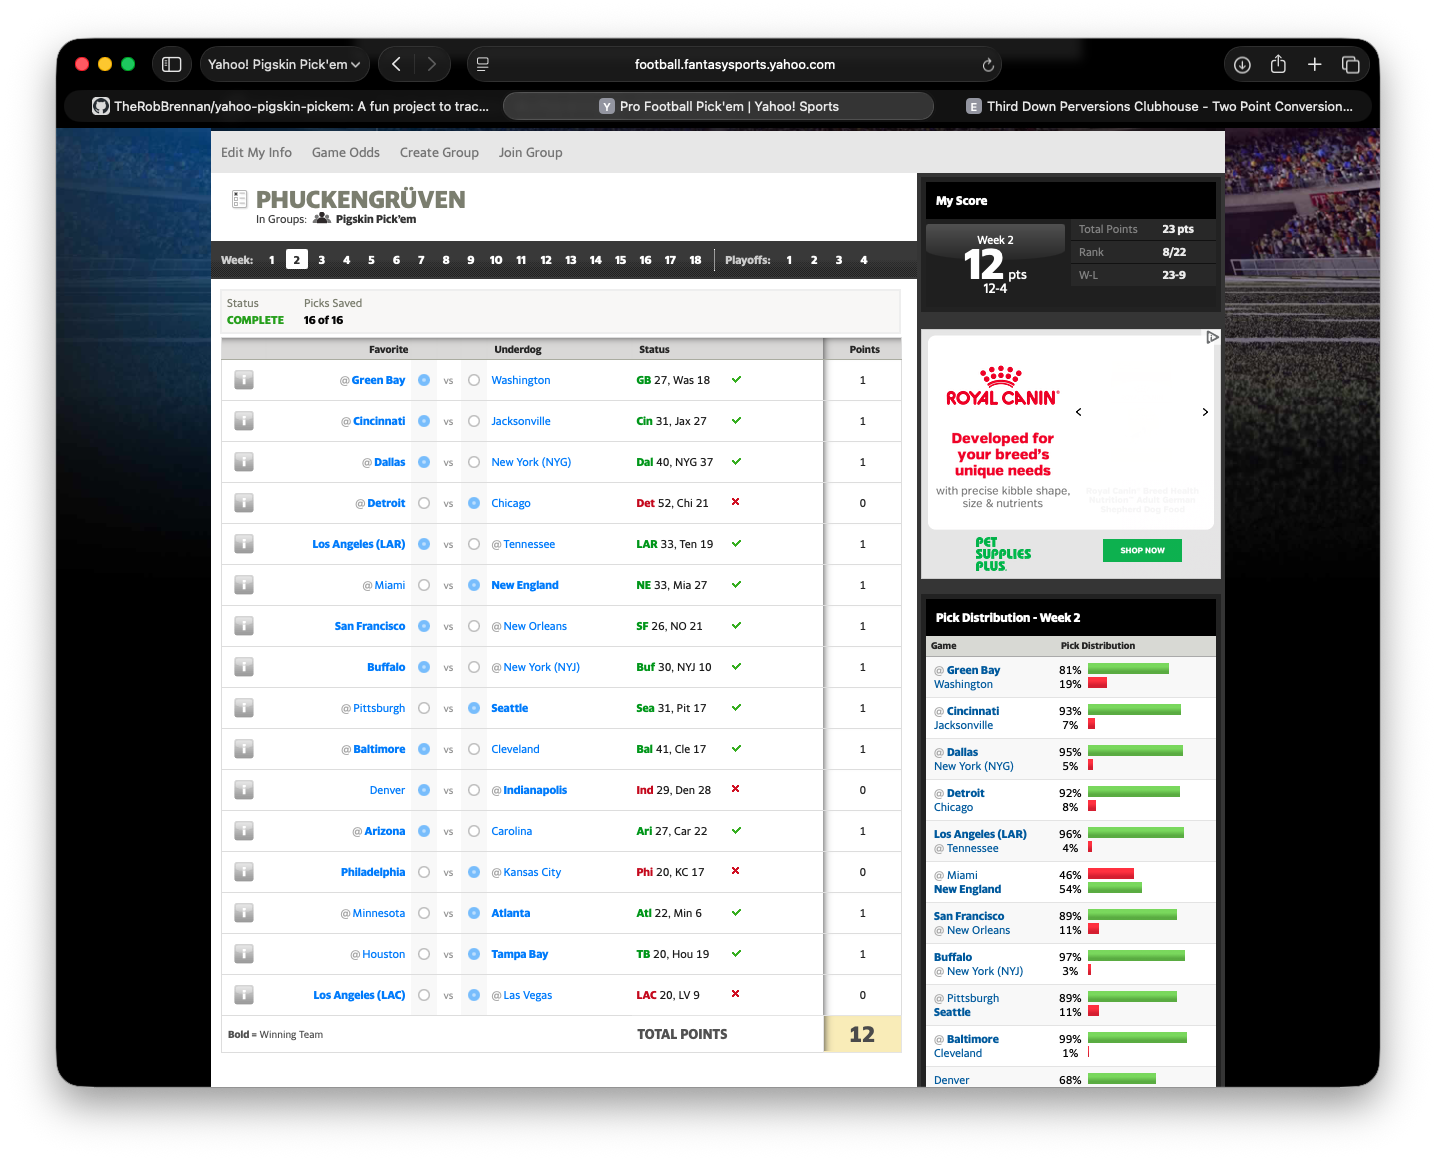 Yahoo! Pigskin Pick'em
football.fantasysports.yahoo.com
TheRobBrennan/yahoo-pigskin-pickem: A fun project to trac...
Y Pro Football Pick'em | Yahoo! Sports
E Third Down Perversions Clubhouse - Two Point Conversion...
Edit My Info Game Odds Create Group Join Group
PHUCKENGRÜVEN
In Groups: Pigskin Pick'em
Week: 1 2 3 4 5 6 7 8 9 10 11 12 13 14 15 16 17 18 Playoffs: 1 2 3 4
Status Picks Saved
COMPLETE 16 of 16
Favorite Underdog Status Points
@ Green Bay vs Washington GB 27, Was 18 1
@ Cincinnati vs Jacksonville Cin 31, Jax 27 1
@ Dallas vs New York (NYG) Dal 40, NYG 37 1
@ Detroit vs Chicago Det 52, Chi 21 0
Los Angeles (LAR) vs @ Tennessee LAR 33, Ten 19 1
@ Miami vs New England NE 33, Mia 27 1
San Francisco vs @ New Orleans SF 26, NO 21 1
Buffalo vs @ New York (NYJ) Buf 30, NYJ 10 1
@ Pittsburgh vs Seattle Sea 31, Pit 17 1
@ Baltimore vs Cleveland Bal 41, Cle 17 1
Denver vs @ Indianapolis Ind 29, Den 28 0
@ Arizona vs Carolina Ari 27, Car 22 1
Philadelphia vs @ Kansas City Phi 20, KC 17 0
@ Minnesota vs Atlanta Atl 22, Min 6 1
@ Houston vs Tampa Bay TB 20, Hou 19 1
Los Angeles (LAC) vs @ Las Vegas LAC 20, LV 9 0
Bold = Winning Team TOTAL POINTS 12
My Score
Week 2
12 pts
12-4
Total Points 23 pts
Rank 8/22
W-L 23-9
ROYAL CANIN
Developed for
your breed's
unique needs
with precise kibble shape,
size & nutrients
Royal Canin Breed Health
Nutrition Adult German
Shepherd Dog Food
PET
SUPPLIES
PLUS.
SHOP NOW
Pick Distribution - Week 2
Game Pick Distribution
@ Green Bay 81%
Washington 19%
@ Cincinnati 93%
Jacksonville 7%
@ Dallas 95%
New York (NYG) 5%
@ Detroit 92%
Chicago 8%
Los Angeles (LAR) 96%
@ Tennessee 4%
@ Miami 46%
New England 54%
San Francisco 89%
@ New Orleans 11%
Buffalo 97%
@ New York (NYJ) 3%
@ Pittsburgh 89%
Seattle 11%
@ Baltimore 99%
Cleveland 1%
Denver 68%